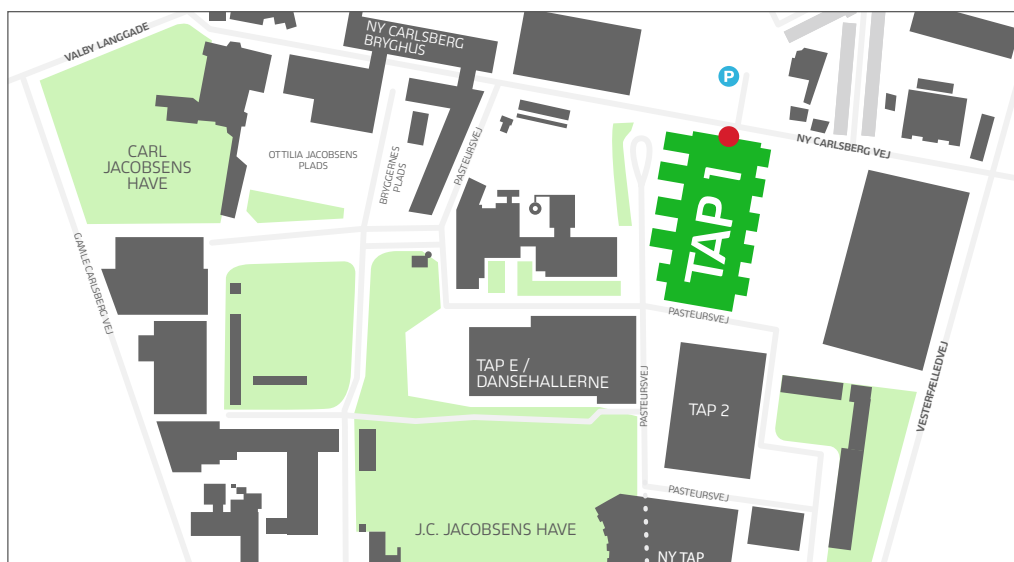 VALBY LANGGADE
NY CARLSBERG
BRYGHUS
P
NY CARLSBERG VEJ
CARL
JACOBSENS
HAVE
OTTILIA JACOBSENS
PLADS
BRYGGERNES
PLADS
PASTEURSVEJ
TAP 1
GAMLE CARLSBERG VEJ
PASTEURSVEJ
TAP E /
DANSEHALLERNE
PASTEURSVEJ
TAP 2
VESTERFÆLLEDVEJ
PASTEURSVEJ
J.C. JACOBSENS HAVE
NY TAP